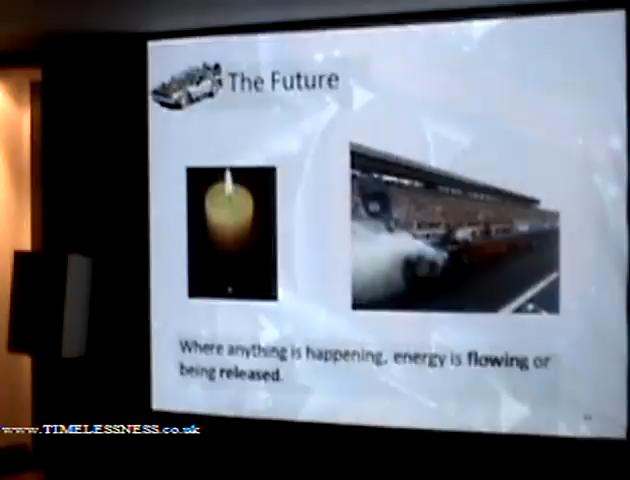 The Future
Where anything is happening, energy is flowing or
being released.
www.TIMELESSNESS.co.uk